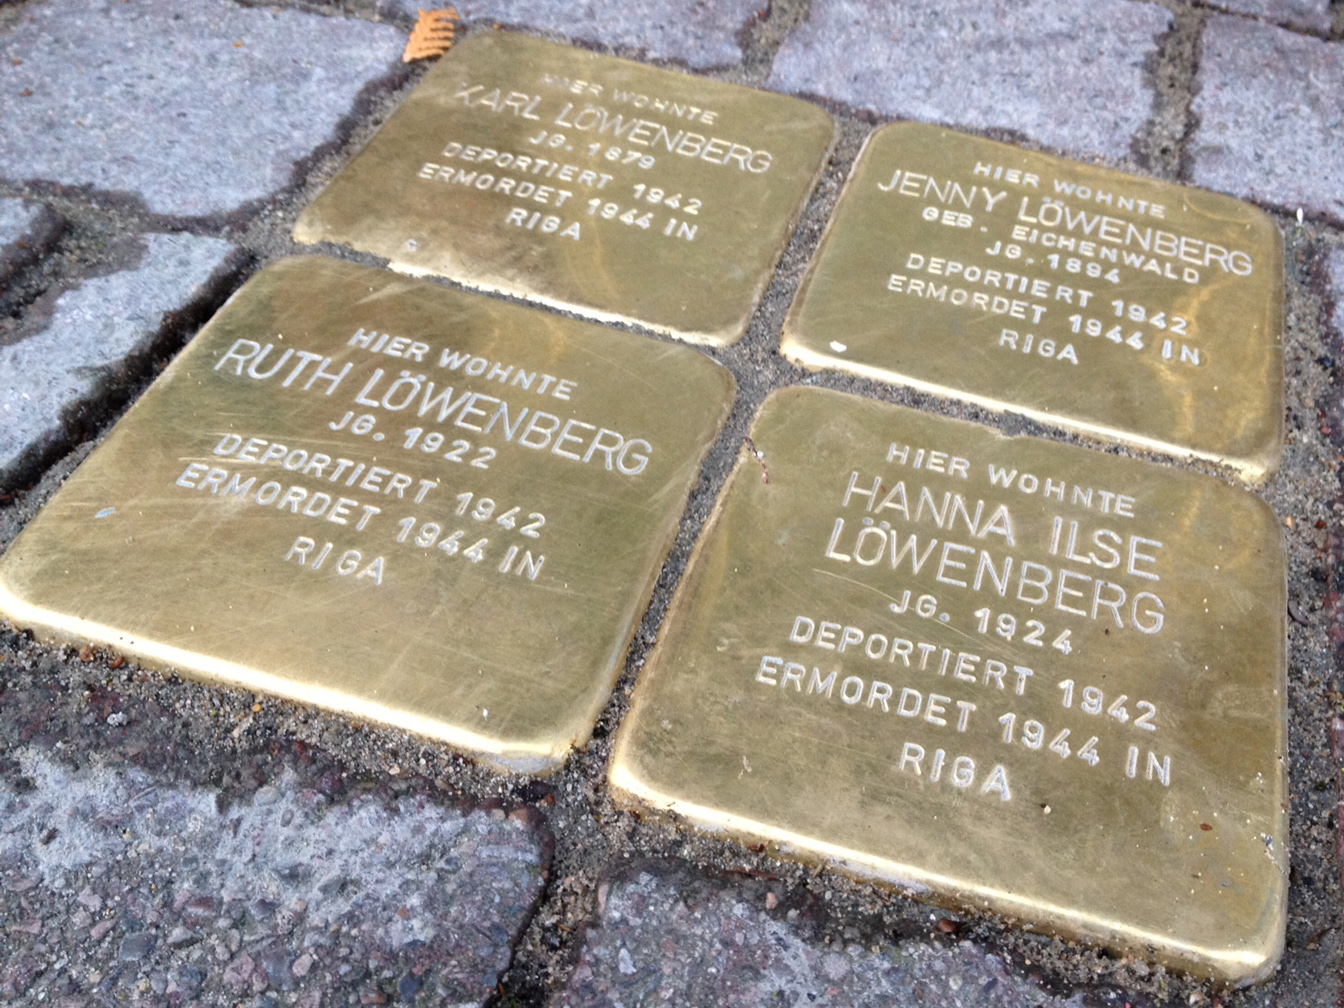 HIER WOHNTE
KARL LÖWENBERG
JG. 1879
DEPORTIERT 1942
ERMORDET 1944 IN
RIGA
HIER WOHNTE
JENNY LÖWENBERG
GEB. EICHENWALD
JG. 1894
DEPORTIERT 1942
ERMORDET 1944 IN
RIGA
HIER WOHNTE
RUTH LÖWENBERG
JG. 1922
DEPORTIERT 1942
ERMORDET 1944 IN
RIGA
HIER WOHNTE
HANNA ILSE
LÖWENBERG
JG. 1924
DEPORTIERT 1942
ERMORDET 1944 IN
RIGA